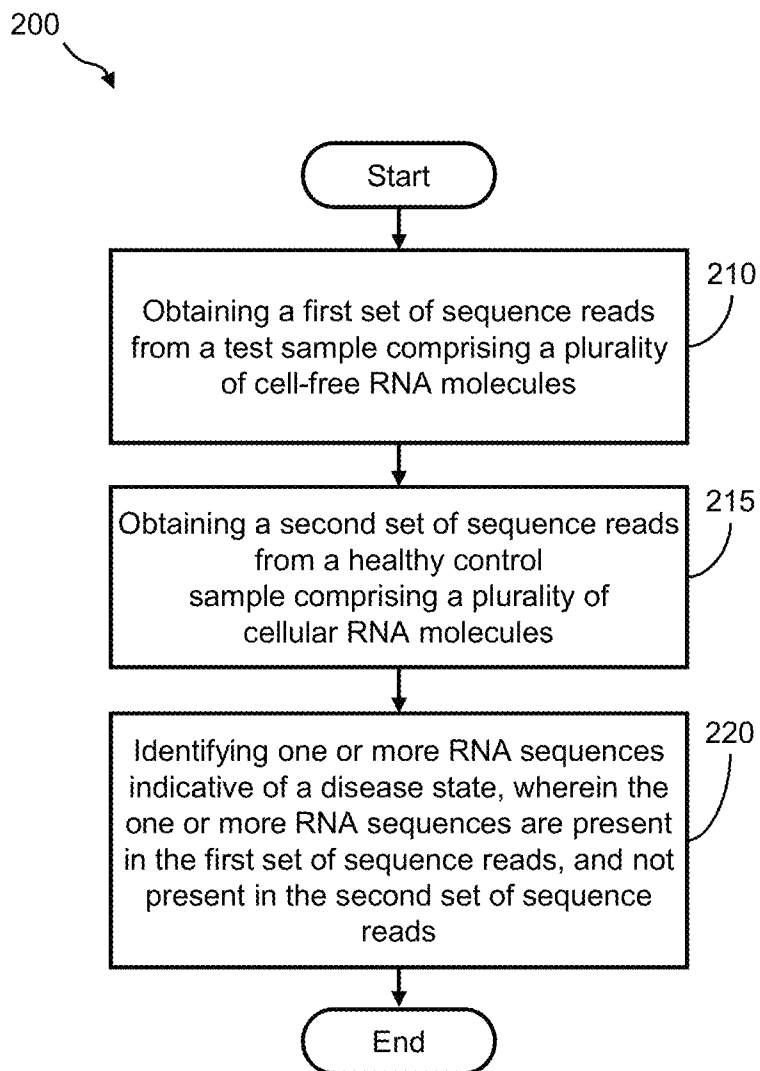 200
Start
210
Obtaining a first set of sequence reads
from a test sample comprising a plurality
of cell-free RNA molecules
215
Obtaining a second set of sequence reads
from a healthy control
sample comprising a plurality of
cellular RNA molecules
220
Identifying one or more RNA sequences
indicative of a disease state, wherein the
one or more RNA sequences are present
in the first set of sequence reads, and not
present in the second set of sequence
reads
End